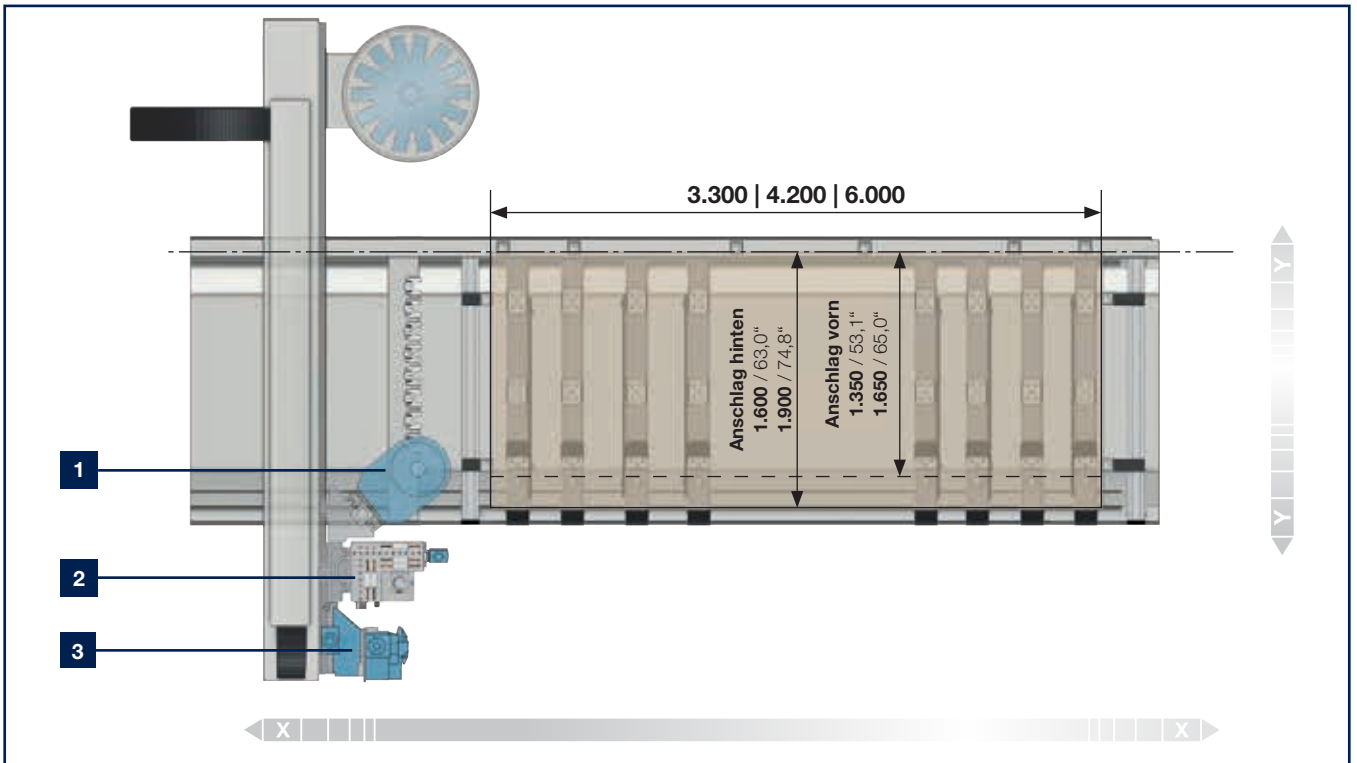 3.300 | 4.200 | 6.000
Y
Anschlag hinten
1.600 / 63,0“
1.900 / 74,8“
Anschlag vorn
1.350 / 53,1“
1.650 / 65,0“
1
2
3
Y
X
X